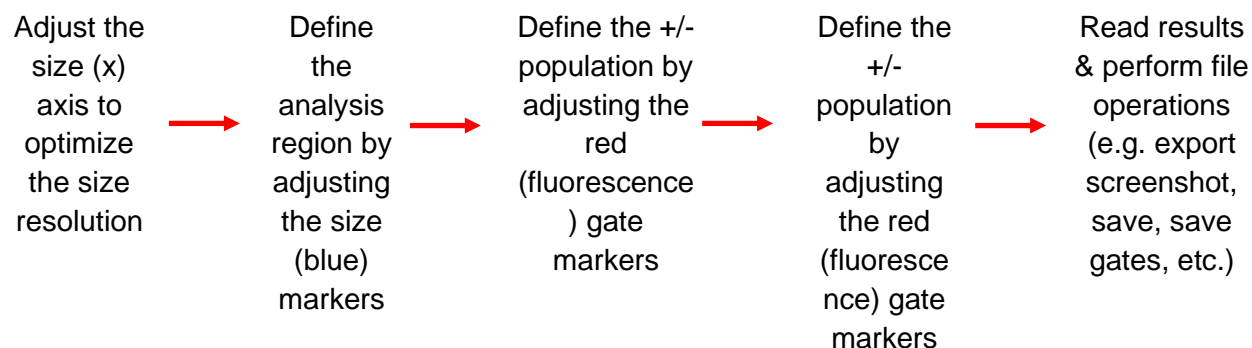 Adjust the
size (x)
axis to
optimize
the size
resolution
Define
the
analysis
region by
adjusting
the size
(blue)
markers
Define the +/-
population by
adjusting the
red
(fluorescence
) gate
markers
Define the
+/-
population
by
adjusting
the red
(fluoresce
nce) gate
markers
Read results
& perform file
operations
(e.g. export
screenshot,
save, save
gates, etc.)